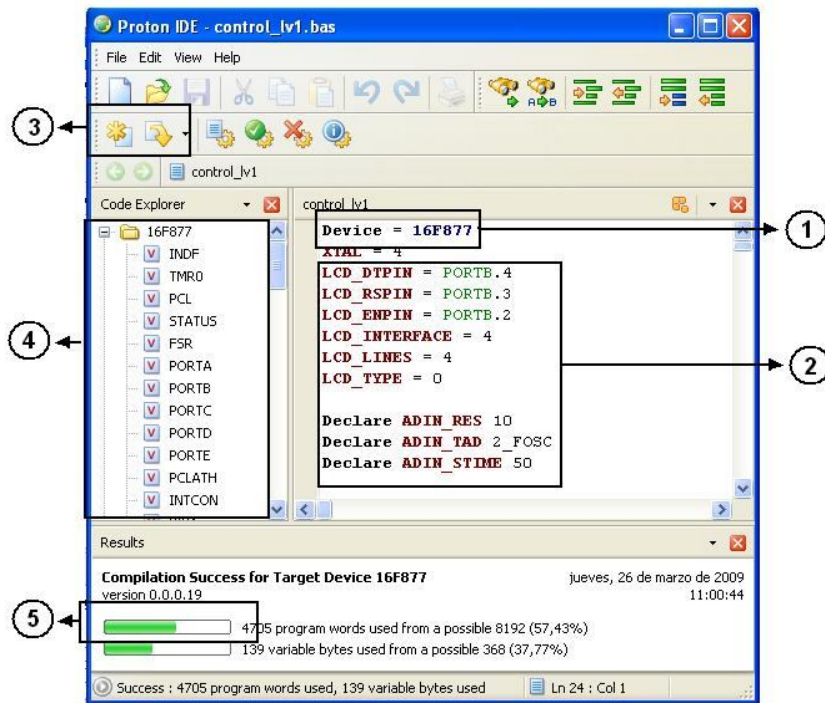 Proton IDE - control_lv1.bas
File Edit View Help
A➔B
3
control_lv1
Code Explorer
control_lv1
16F877
INDF
TMR0
PCL
STATUS
FSR
PORTA
PORTB
PORTC
PORTD
PORTE
PCLATH
INTCON
4
Device = 16F877
XTAL = 4
LCD_DTPIN = PORTB.4
LCD_RSPIN = PORTB.3
LCD_ENPIN = PORTB.2
LCD_INTERFACE = 4
LCD_LINES = 4
LCD_TYPE = 0
Declare ADIN_RES 10
Declare ADIN_TAD 2_FOSC
Declare ADIN_STIME 50
1
2
Results
Compilation Success for Target Device 16F877
jueves, 26 de marzo de 2009
version 0.0.0.19
11:00:44
5
4705 program words used from a possible 8192 (57,43%)
139 variable bytes used from a possible 368 (37,77%)
Success : 4705 program words used, 139 variable bytes used
Ln 24 : Col 1